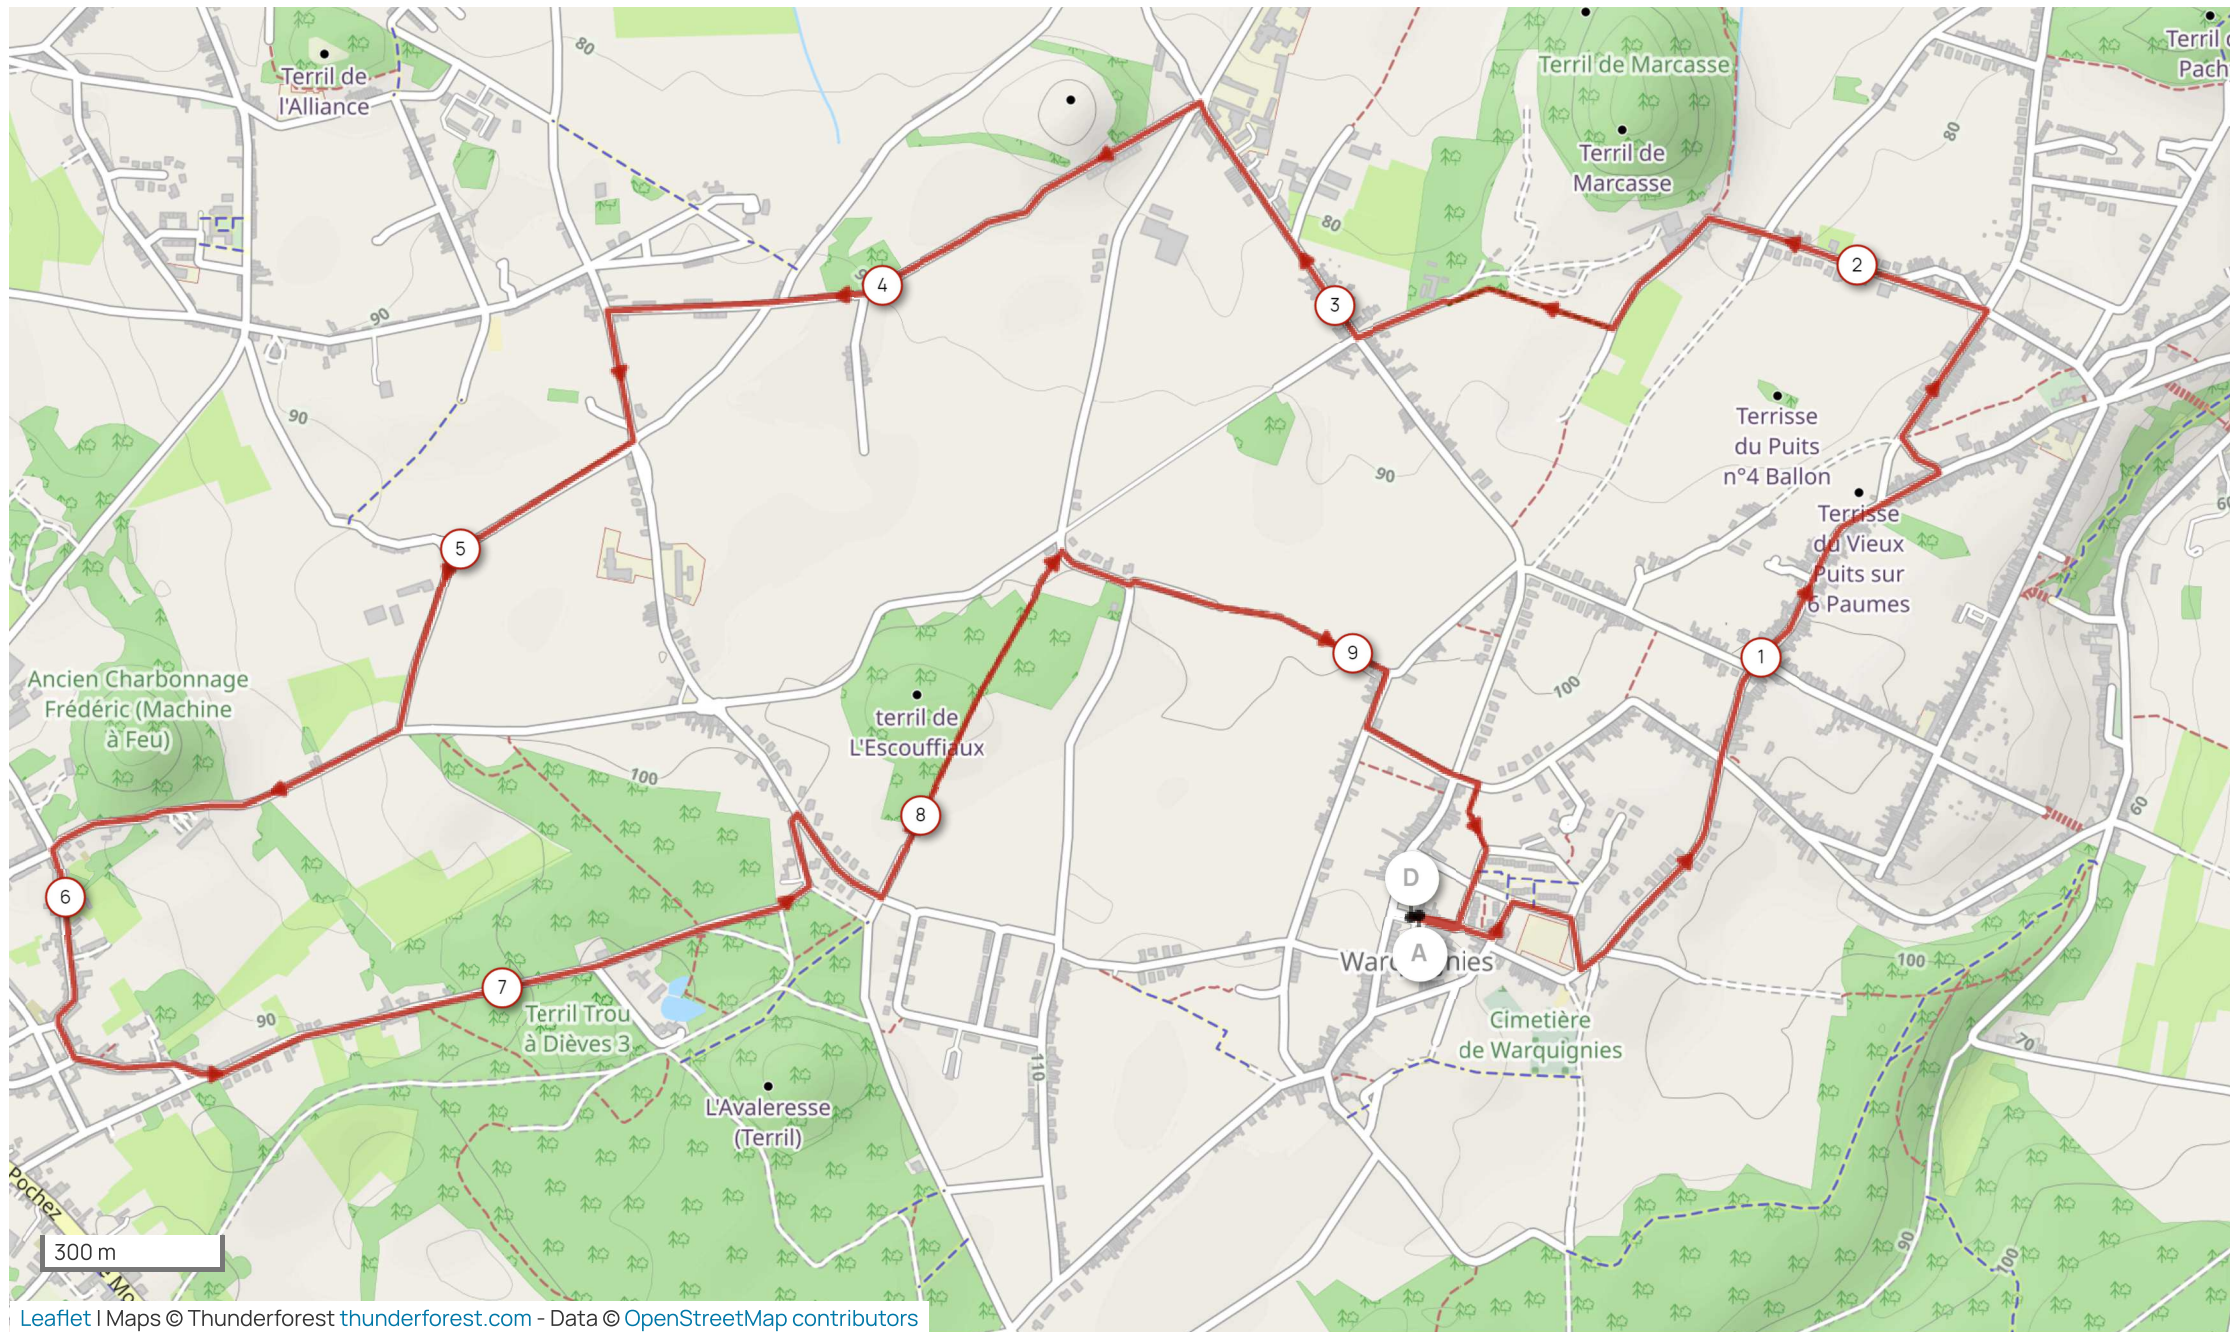 Terril de
l'Alliance
Terril de Marcasse
Terril de
Marcasse
80
80
80
2
3
4
90
90
90
Terrisse
du Puits
n°4 Ballon
Terrisse
du Vieux
Puits sur
6 Paumes
5
1
9
100
Ancien Charbonnage
Frédéric (Machine
à Feu)
terril de
L'Escouffiaux
100
8
60
D
6
A
Cimetière
de Warquignies
100
7
90
Terril Trou
à Dièves 3
70
110
L'Avaleresse
(Terril)
Pochez
90
100
300 m
Leaflet | Maps © Thunderforest thunderforest.com - Data © OpenStreetMap contributors